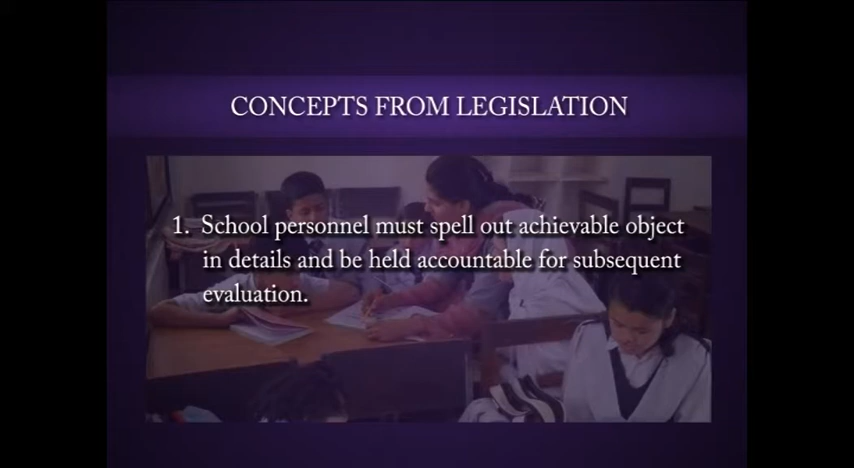 CONCEPTS FROM LEGISLATION
1. School personnel must spell out achievable object
in details and be held accountable for subsequent
evaluation.